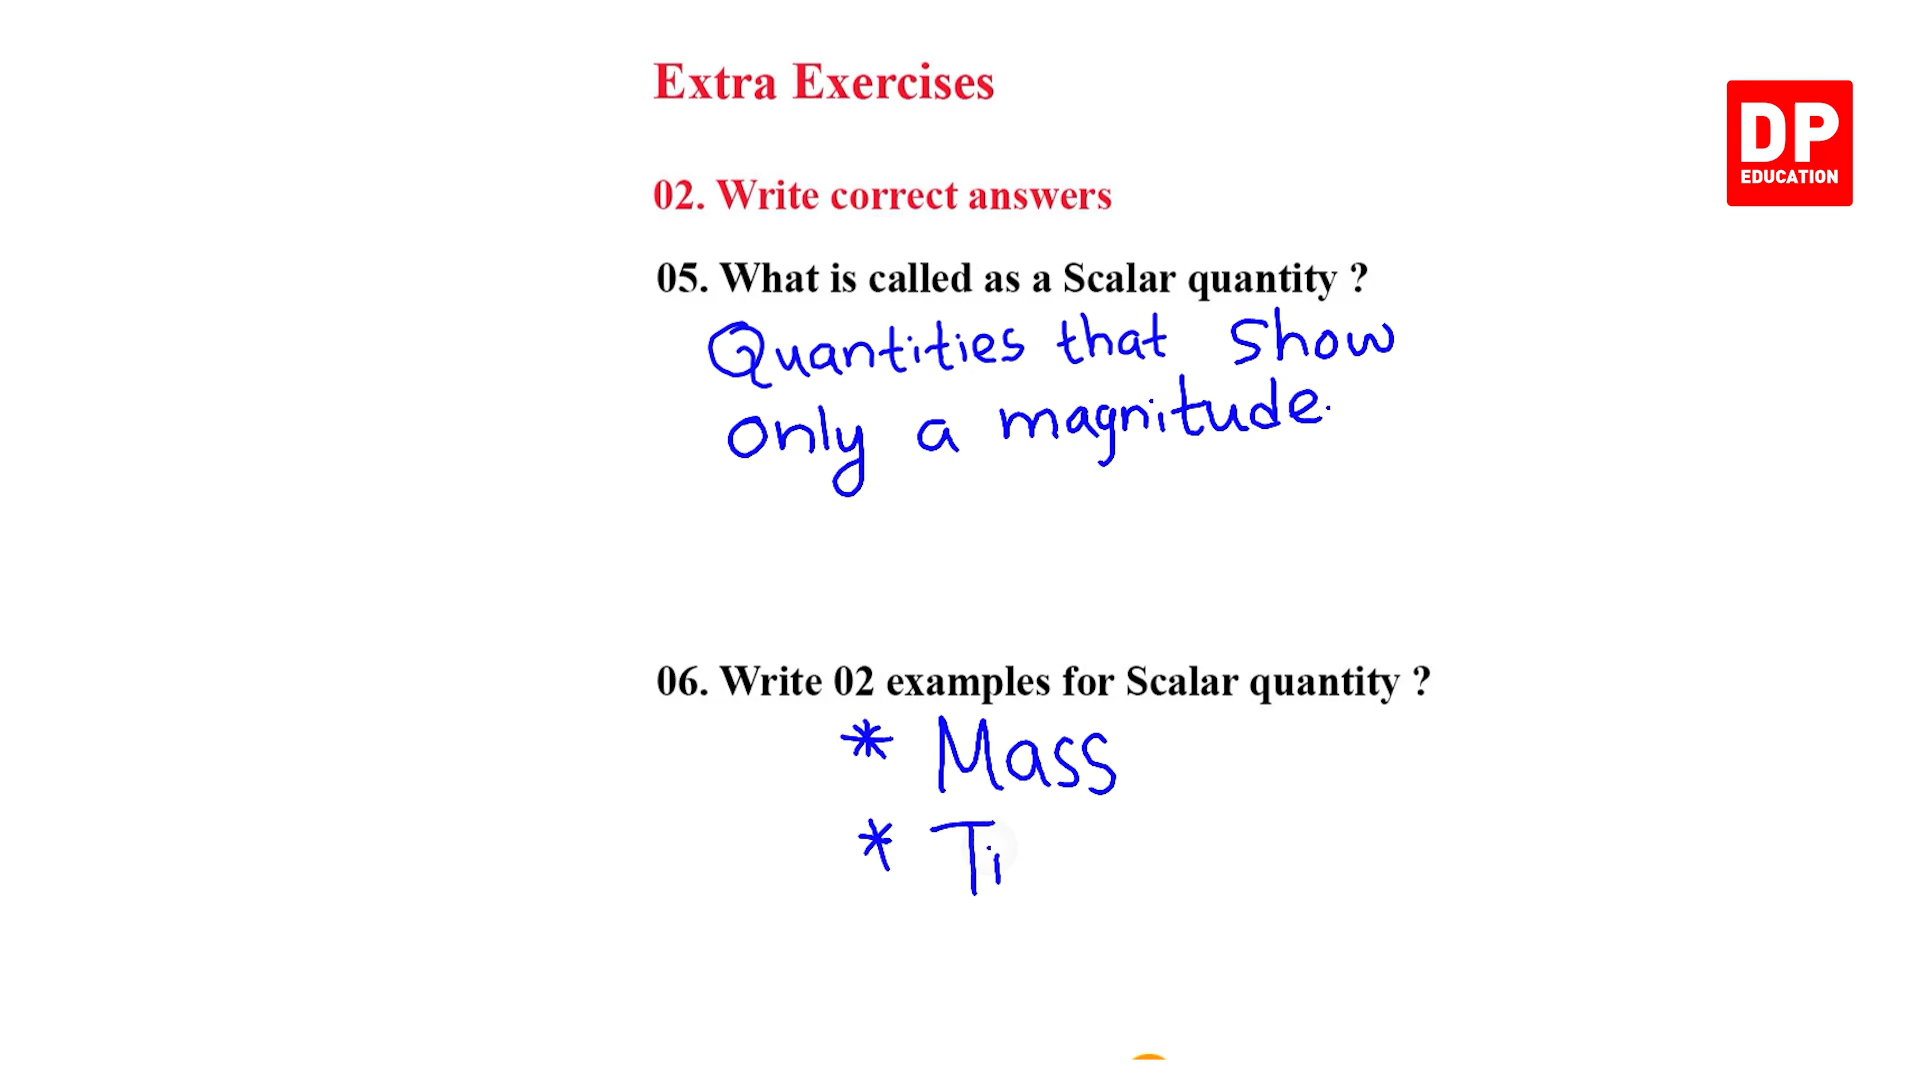 Extra Exercises
DP
EDUCATION
02. Write correct answers
05. What is called as a Scalar quantity ?
Quantities that show
only a magnitude.
06. Write 02 examples for Scalar quantity ?
* Mass
* Ti